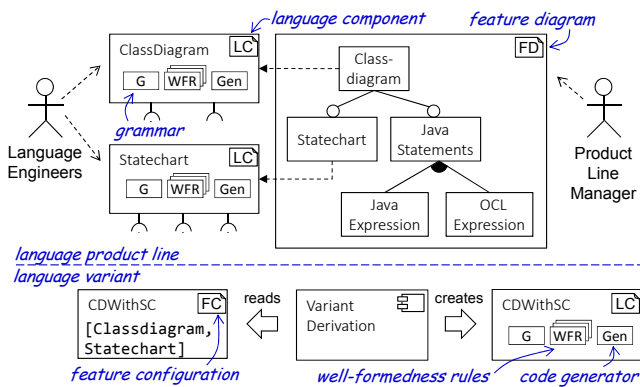 language component
feature diagram
ClassDiagram
LC
G
WFR
Gen
grammar
Language
Engineers
Statechart
LC
G
WFR
Gen
FD
Class-
diagram
Statechart
Java
Statements
Java
Expression
OCL
Expression
Product
Line
Manager
language product line
language variant
CDWithSC
FC
[Classdiagram,
Statechart]
feature configuration
reads
Variant
Derivation
creates
CDWithSC
LC
G
WFR
Gen
well-formedness rules
code generator